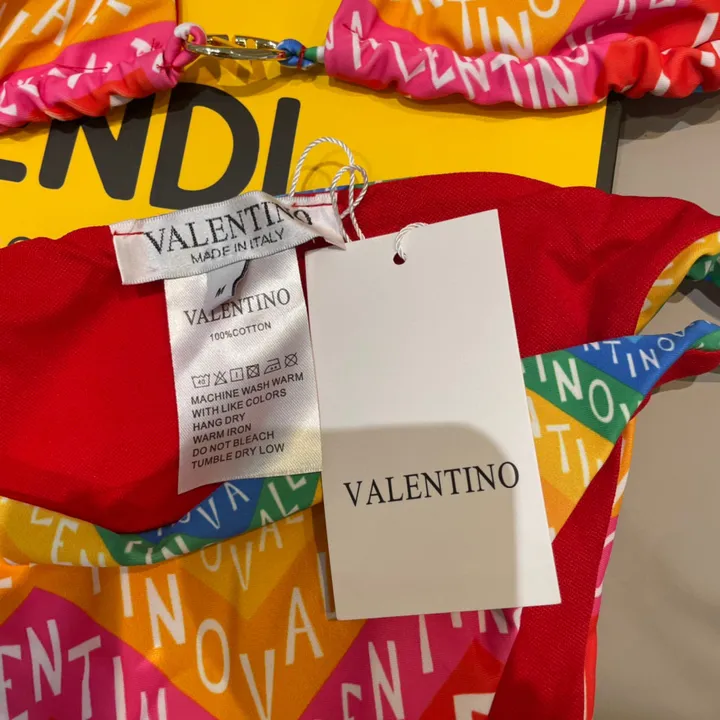 VALENTINO
ENDI
VALENTINO
MADE IN ITALY
M
VALENTINO
100%COTTON
40
MACHINE WASH WARM
WITH LIKE COLORS
HANG DRY
WARM IRON
DO NOT BLEACH
TUMBLE DRY LOW
VALENTINO